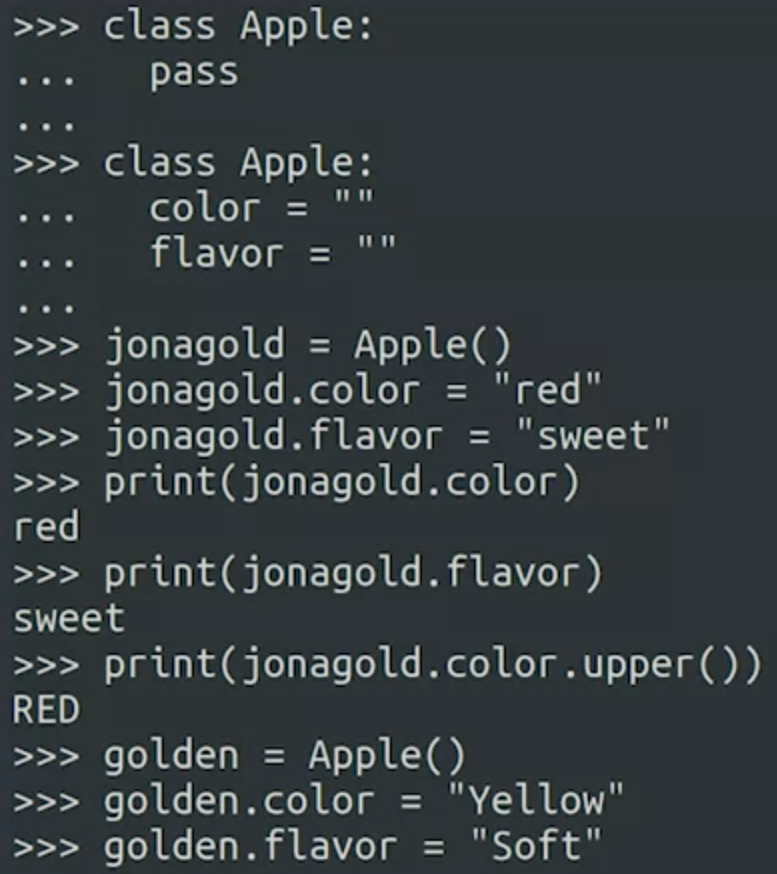 >>> class Apple:
...   pass
...
>>> class Apple:
...   color = ""
...   flavor = ""
...
>>> jonagold = Apple()
>>> jonagold.color = "red"
>>> jonagold.flavor = "sweet"
>>> print(jonagold.color)
red
>>> print(jonagold.flavor)
sweet
>>> print(jonagold.color.upper())
RED
>>> golden = Apple()
>>> golden.color = "Yellow"
>>> golden.flavor = "Soft"